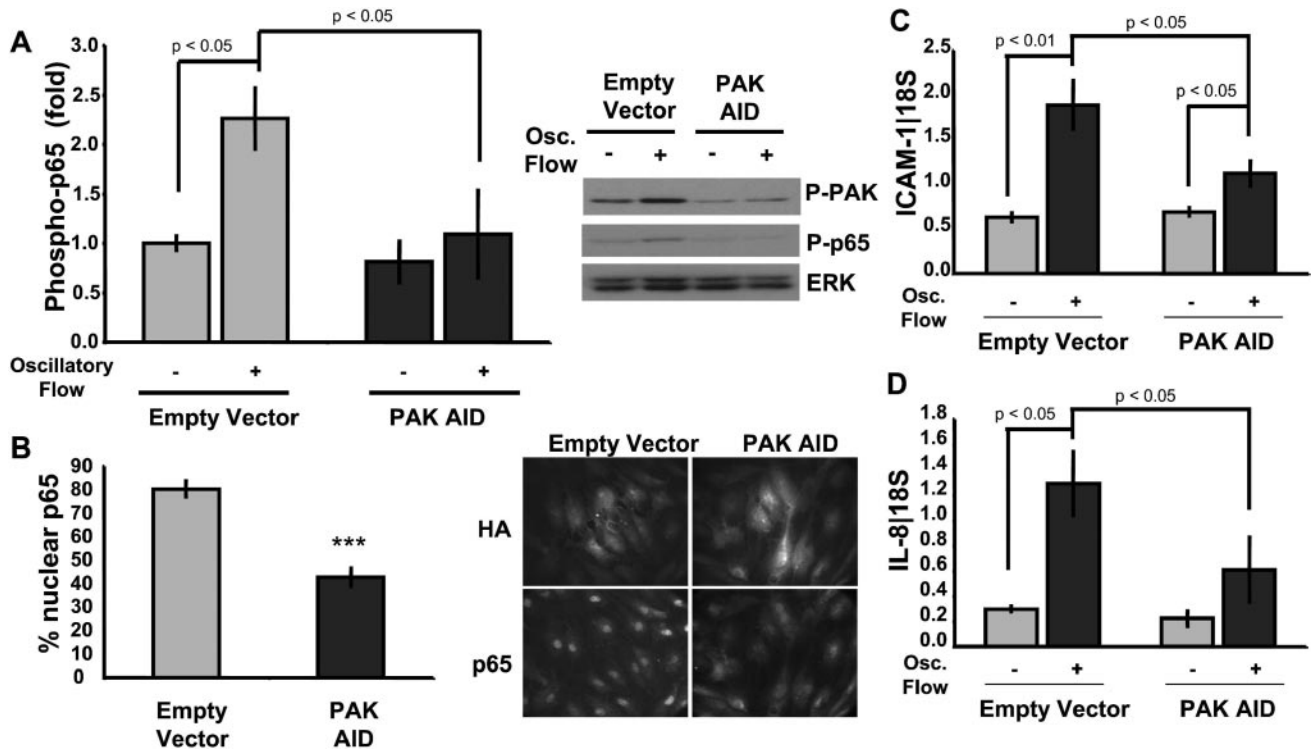 A
Phospho-p65 (fold)
3.0
2.5
2.0
1.5
1.0
0.5
0.0
p < 0.05
p < 0.05
Oscillatory
Flow
- + - +
Empty Vector PAK AID
Empty
Vector
PAK
AID
Osc.
Flow
- + - +
P-PAK
P-p65
ERK
B
% nuclear p65
90
80
70
60
50
40
30
20
10
0
***
Empty
Vector
PAK
AID
Empty Vector PAK AID
HA
p65
C
ICAM-1|18S
2.5
2.0
1.5
1.0
0.5
0.0
p < 0.01
p < 0.05
p < 0.05
Osc.
Flow
- + - +
Empty Vector PAK AID
D
IL-8|18S
1.8
1.6
1.4
1.2
1.0
0.8
0.6
0.4
0.2
0.0
p < 0.05
p < 0.05
Osc.
Flow
- + - +
Empty Vector PAK AID